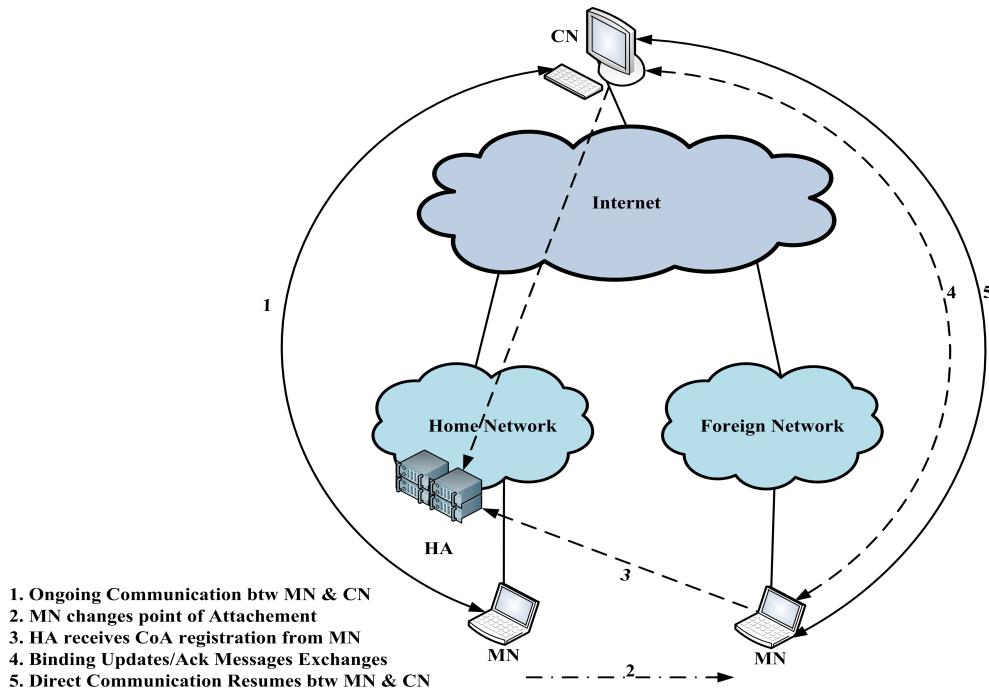 CN
Internet
1
4
5
Home Network
Foreign Network
HA
3
1. Ongoing Communication btw MN & CN
2. MN changes point of Attachement
3. HA receives CoA registration from MN
4. Binding Updates/Ack Messages Exchanges
5. Direct Communication Resumes btw MN & CN
MN
MN
2